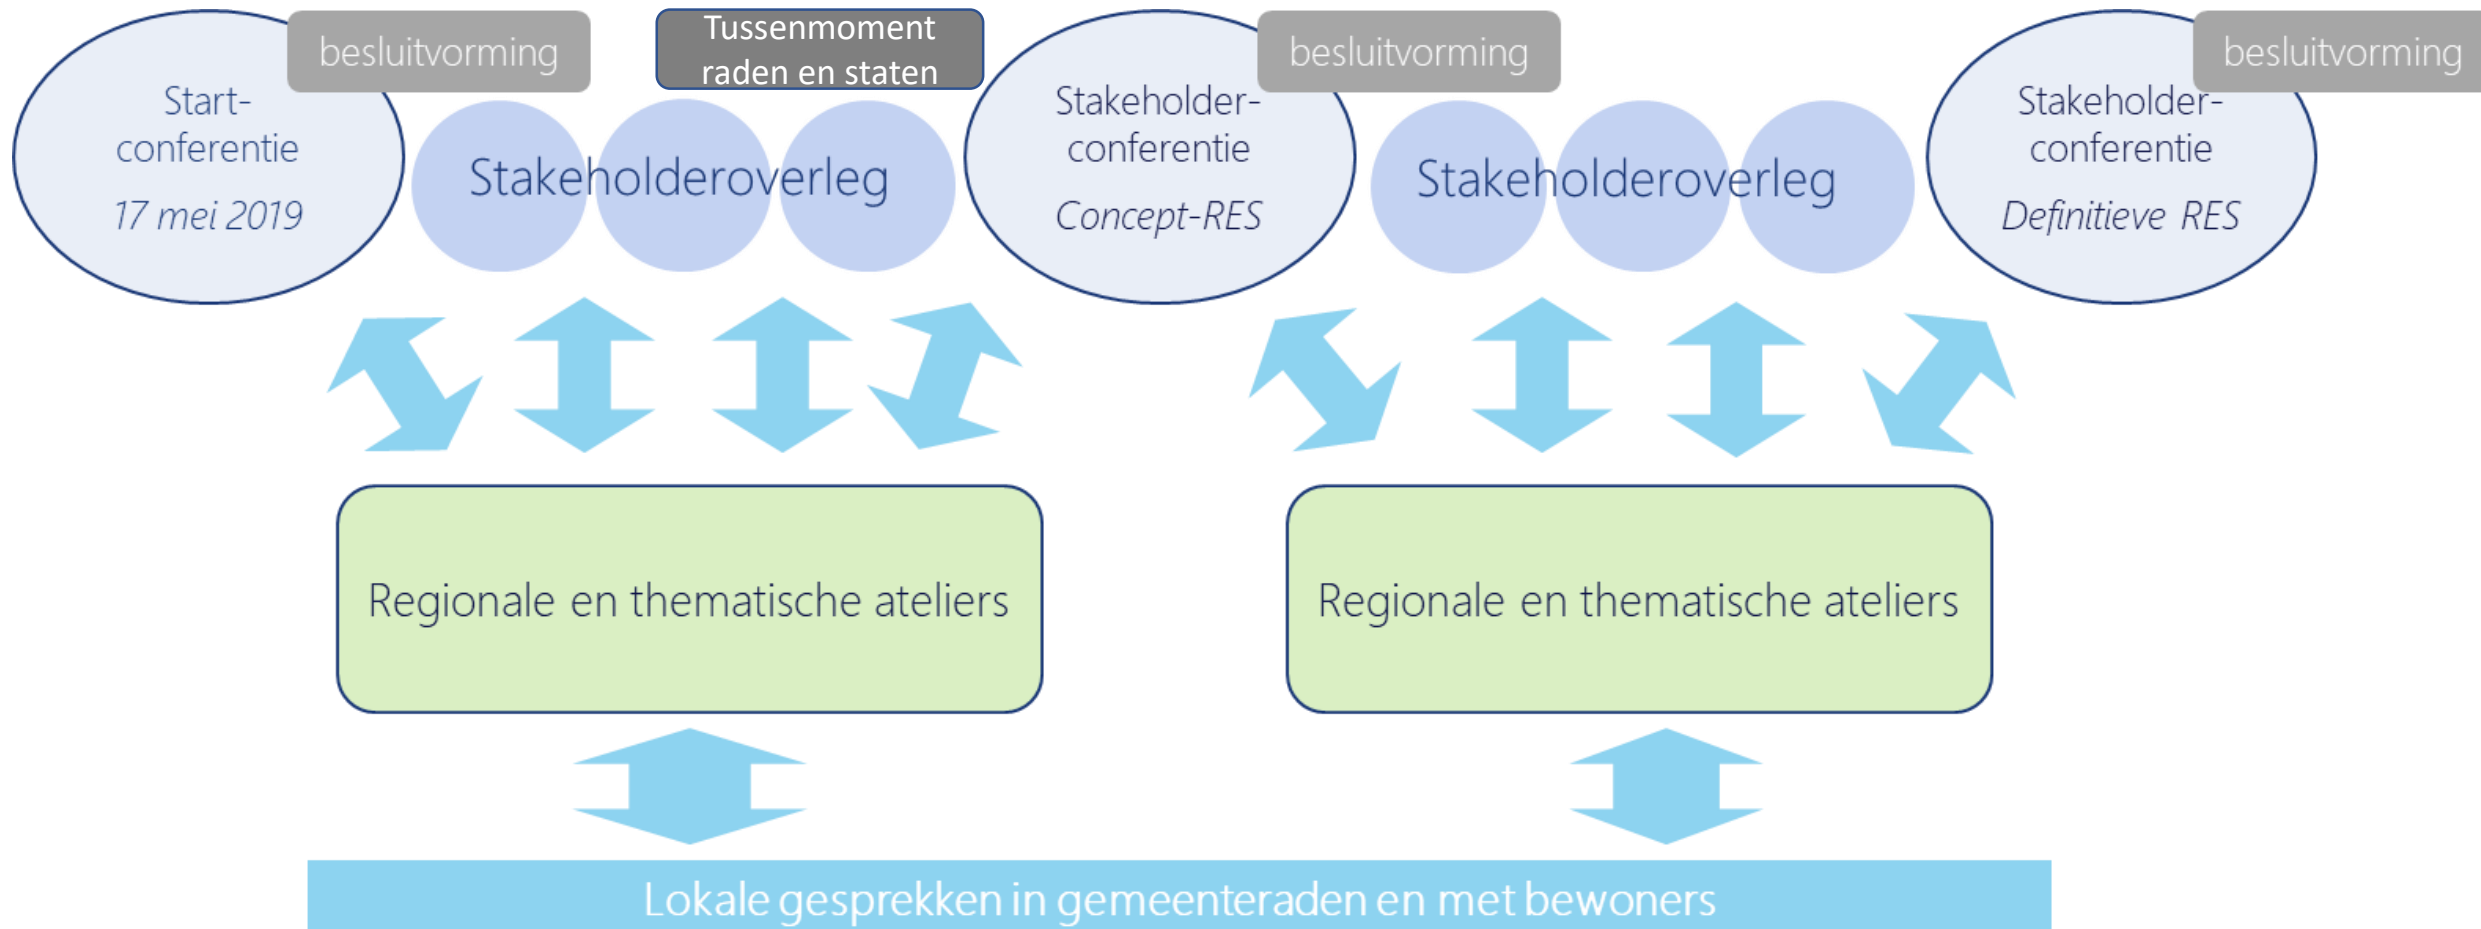 Start-
conferentie
17 mei 2019
besluitvorming
Tussenmoment
raden en staten
Stakeholderoverleg
Stakeholder-
conferentie
Concept-RES
besluitvorming
Stakeholderoverleg
Stakeholder-
conferentie
Definitieve RES
besluitvorming
Regionale en thematische ateliers
Regionale en thematische ateliers
Lokale gesprekken in gemeenteraden en met bewoners